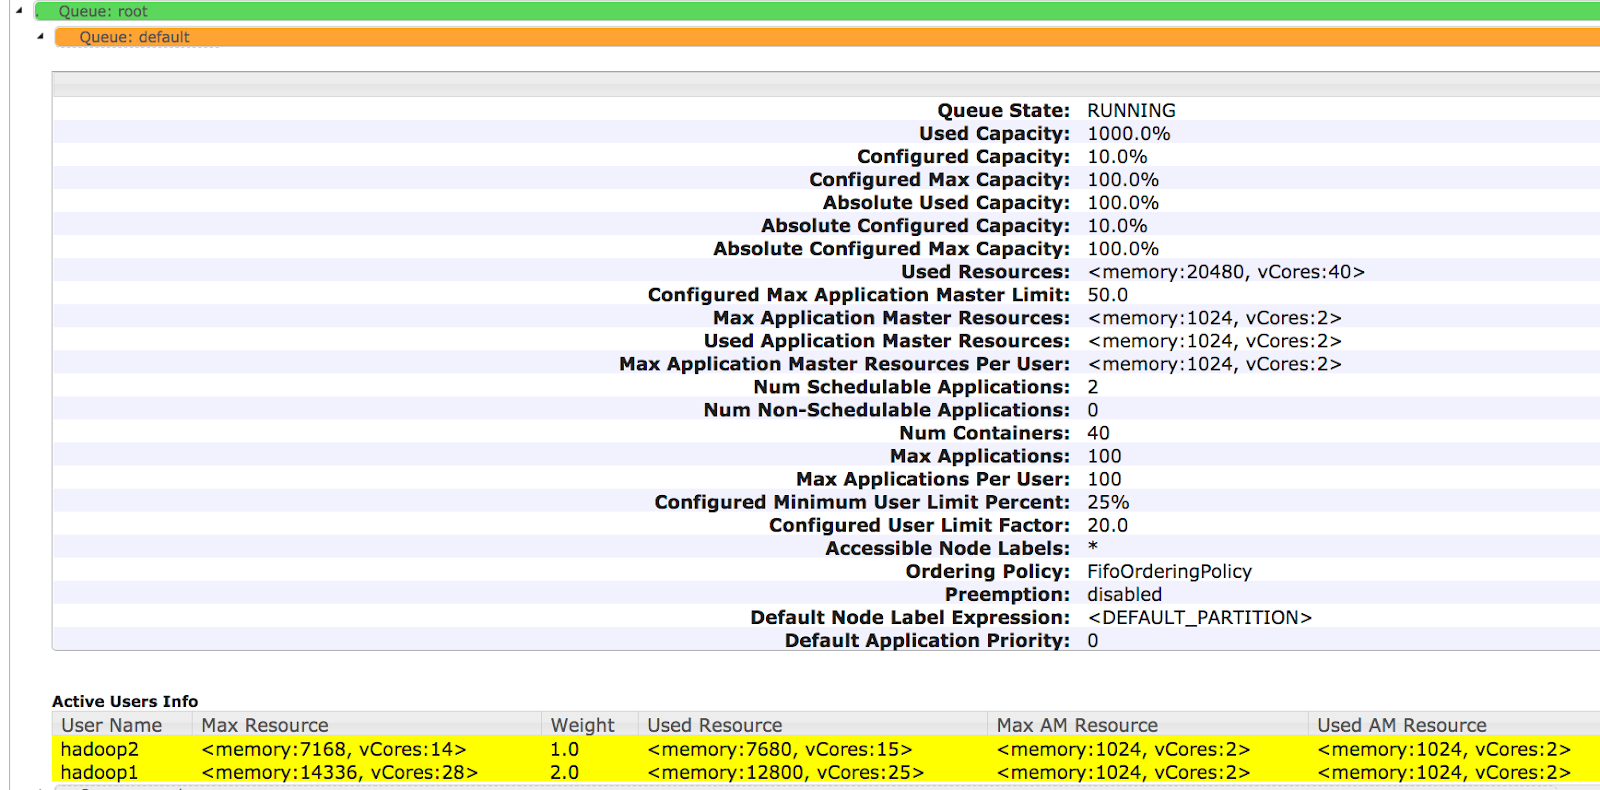 Queue: root
Queue: default
Queue State: RUNNING
Used Capacity: 1000.0%
Configured Capacity: 10.0%
Configured Max Capacity: 100.0%
Absolute Used Capacity: 100.0%
Absolute Configured Capacity: 10.0%
Absolute Configured Max Capacity: 100.0%
Used Resources: <memory:20480, vCores:40>
Configured Max Application Master Limit: 50.0
Max Application Master Resources: <memory:1024, vCores:2>
Used Application Master Resources: <memory:1024, vCores:2>
Max Application Master Resources Per User: <memory:1024, vCores:2>
Num Schedulable Applications: 2
Num Non-Schedulable Applications: 0
Num Containers: 40
Max Applications: 100
Max Applications Per User: 100
Configured Minimum User Limit Percent: 25%
Configured User Limit Factor: 20.0
Accessible Node Labels: *
Ordering Policy: FifoOrderingPolicy
Preemption: disabled
Default Node Label Expression: <DEFAULT_PARTITION>
Default Application Priority: 0
Active Users Info
User Name Max Resource Weight Used Resource Max AM Resource Used AM Resource
hadoop2 <memory:7168, vCores:14> 1.0 <memory:7680, vCores:15> <memory:1024, vCores:2> <memory:1024, vCores:2>
hadoop1 <memory:14336, vCores:28> 2.0 <memory:12800, vCores:25> <memory:1024, vCores:2> <memory:1024, vCores:2>